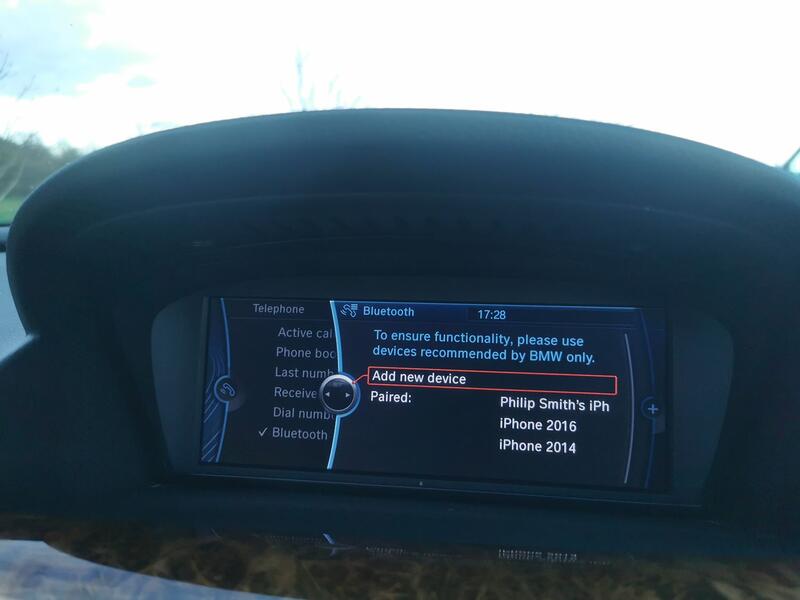 Telephone
Bluetooth
17:28
Active cal
Phone boo
Last numb
Receive
Dial numb
Bluetooth
To ensure functionality, please use
devices recommended by BMW only.
Add new device
Paired:
Philip Smith's iPh
iPhone 2016
iPhone 2014